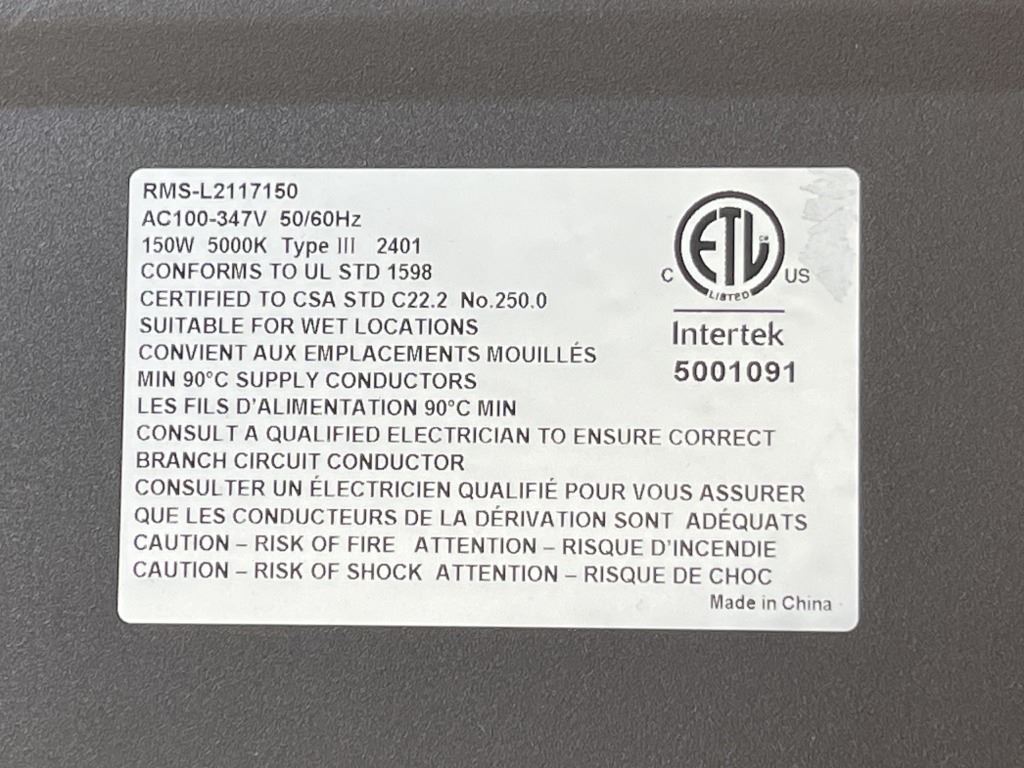 RMS-L2117150
AC100-347V 50/60Hz
150W 5000K Type III 2401
CONFORMS TO UL STD 1598
CERTIFIED TO CSA STD C22.2 No.250.0
SUITABLE FOR WET LOCATIONS
CONVIENT AUX EMPLACEMENTS MOUILLÉS
MIN 90°C SUPPLY CONDUCTORS
LES FILS D'ALIMENTATION 90°C MIN
CONSULT A QUALIFIED ELECTRICIAN TO ENSURE CORRECT
BRANCH CIRCUIT CONDUCTOR
CONSULTER UN ÉLECTRICIEN QUALIFIÉ POUR VOUS ASSURER
QUE LES CONDUCTEURS DE LA DÉRIVATION SONT ADÉQUATS
CAUTION – RISK OF FIRE ATTENTION – RISQUE D'INCENDIE
CAUTION – RISK OF SHOCK ATTENTION – RISQUE DE CHOC
Made in China
ETL
C US
LISTED
Intertek
5001091